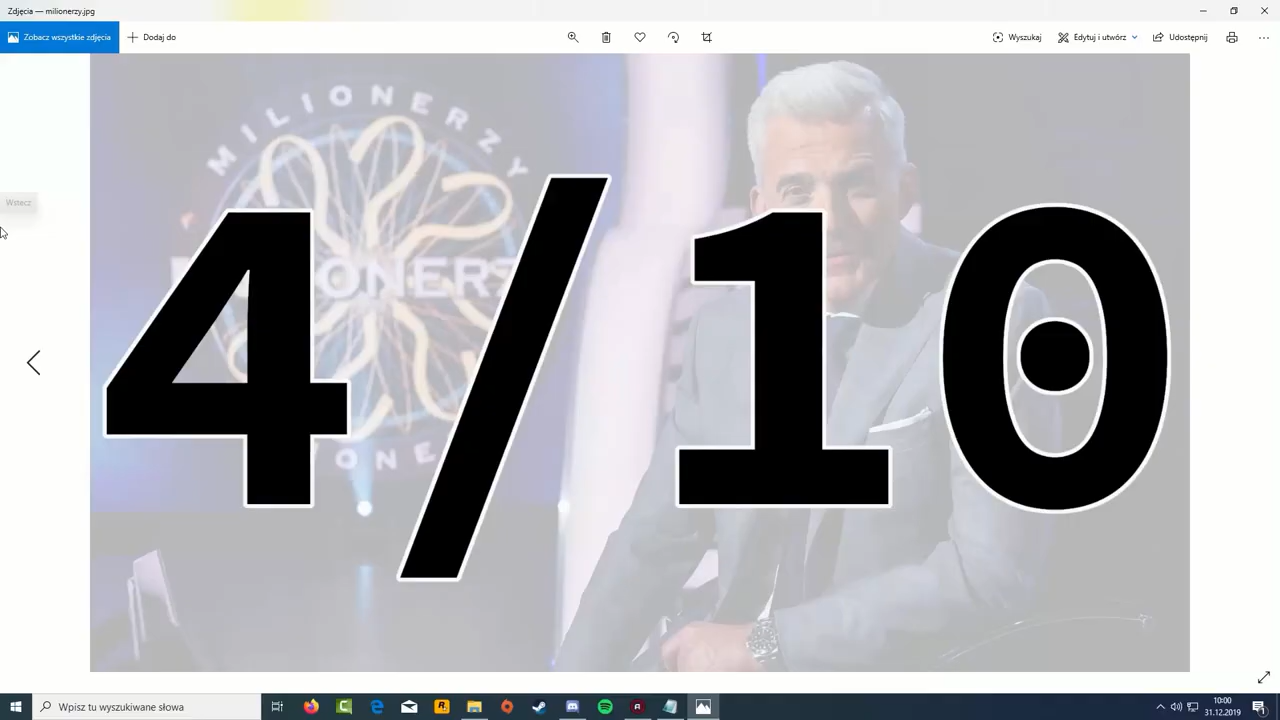 Zdjęcia — milionerzy.jpg
Zobacz wszystkie zdjęcia
Dodaj do
Wyszukaj
Edytuj i utwórz
Udostępnij
MILIONERZY
MILIONERZY
Wstecz
4/10
Wpisz tu wyszukiwane słowa
10:00
31.12.2019